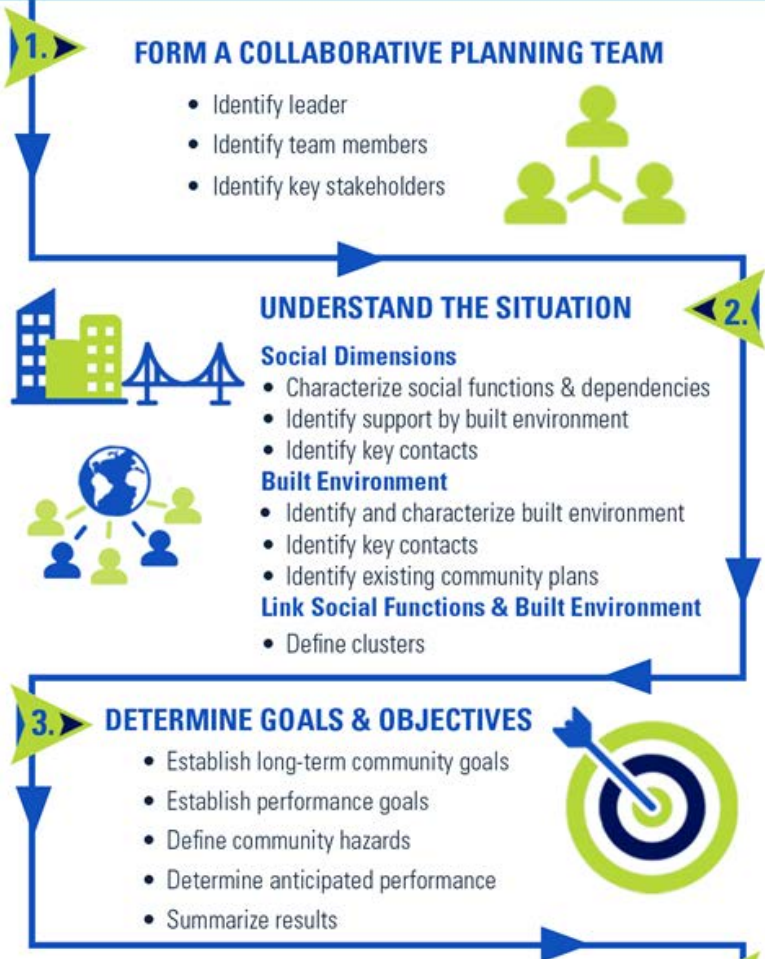 1.
FORM A COLLABORATIVE PLANNING TEAM
• Identify leader
• Identify team members
• Identify key stakeholders
UNDERSTAND THE SITUATION
2.
Social Dimensions
• Characterize social functions & dependencies
• Identify support by built environment
• Identify key contacts
Built Environment
• Identify and characterize built environment
• Identify key contacts
• Identify existing community plans
Link Social Functions & Built Environment
• Define clusters
3.
DETERMINE GOALS & OBJECTIVES
• Establish long-term community goals
• Establish performance goals
• Define community hazards
• Determine anticipated performance
• Summarize results